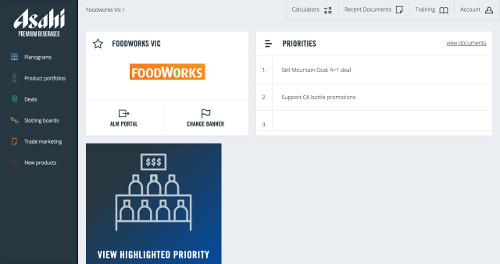 Asahi
PREMIUM BEVERAGES
Foodworks Vic /
Calculators
Recent Documents
Training
Account
Planograms
Product portfolios
Deals
Slotting boards
Trade marketing
New products
FOODWORKS VIC
FOODWORKS
ALM PORTAL
CHANGE BANNER
PRIORITIES
view documents
1. Sell Mountain Goat 4+1 deal
2. Support CA bottle promotions
3.
$$$
VIEW HIGHLIGHTED PRIORITY